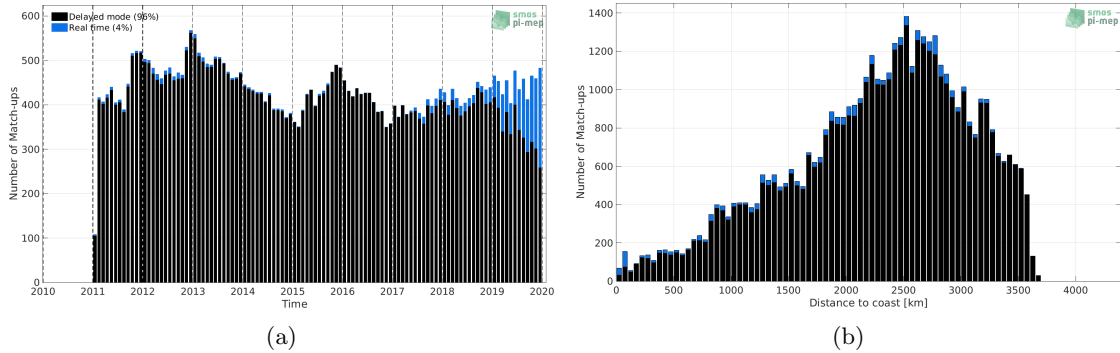 600
500
400
300
200
100
0
Number of Match-ups
Delayed mode (96%)
Real time (4%)
smos
pi-mep
2010 2011 2012 2013 2014 2015 2016 2017 2018 2019 2020
Time
(a)
1400
1200
1000
800
600
400
200
0
Number of Match-ups
smos
pi-mep
0 500 1000 1500 2000 2500 3000 3500 4000
Distance to coast [km]
(b)